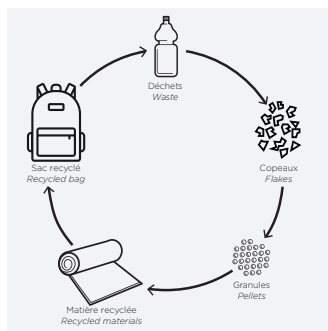 Déchets
Waste
Copeaux
Flakes
Granules
Pellets
Matière recyclée
Recycled materials
Sac recyclé
Recycled bag